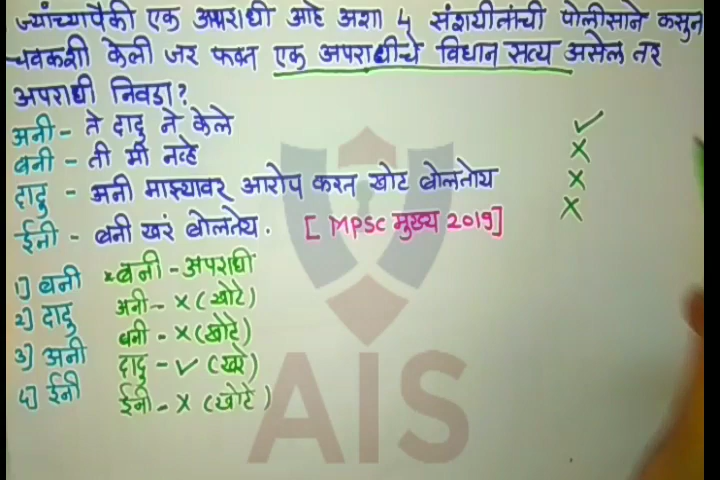 ज्यांच्यापैकी एक अपराधी आहे अशा 4 संशयीतांची पोलीसाने कसुन
चवकशी केली जर फक्त एक अपराधीचे विधान सत्य असेल तर
अपराधी निवडा?
अनी - ते दादु ने केले ✓
बनी - ती मी नव्हे ×
दादु - अनी माझ्यावर आरोप करत खोट बोलतोय ×
ईनी - बनी खरं बोलतेय. [MPSC मुख्य 2019] ×
1] बनी
2] दादु
3] अनी
4] ईनी
* बनी - अपराधी
अनी - × (खोटे)
बनी - × (खोटे)
दादु - ✓ (खरे)
ईनी - × (खोटे)
AIS